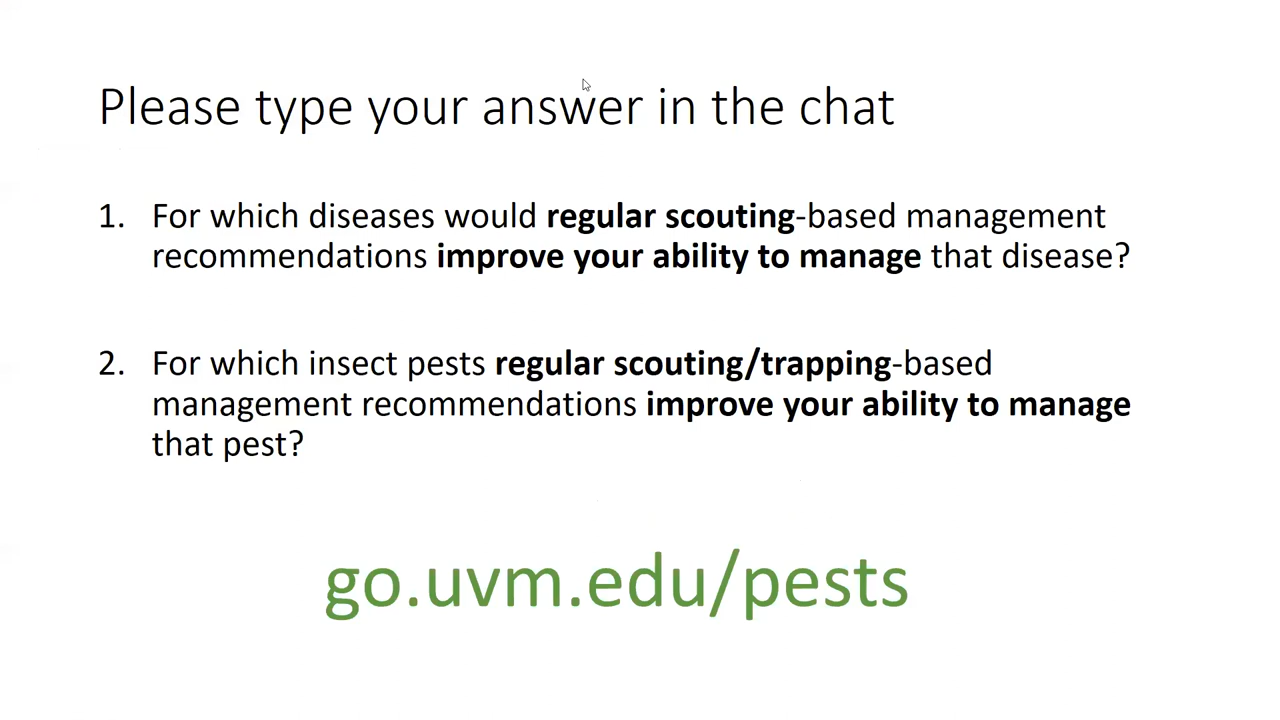 Please type your answer in the chat
1. For which diseases would regular scouting-based management
recommendations improve your ability to manage that disease?
2. For which insect pests regular scouting/trapping-based
management recommendations improve your ability to manage
that pest?
go.uvm.edu/pests